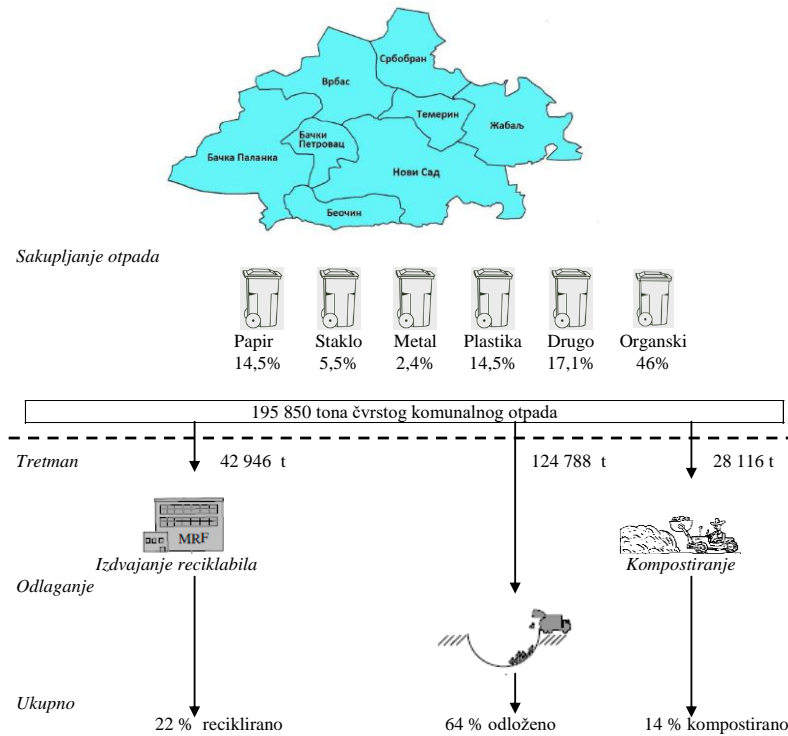 Србобран
Врбас
Темерин
Жабаљ
Бачки
Петровац
Бачка Паланка
Нови Сад
Беочин
Sakupljanje otpada
Papir Staklo Metal Plastika Drugo Organski
14,5% 5,5% 2,4% 14,5% 17,1% 46%
195 850 tona čvrstog komunalnog otpada
Tretman 42 946 t 124 788 t 28 116 t
MRF
Izdvajanje reciklabila Kompostiranje
Odlaganje
Ukupno
22 % reciklirano 64 % odloženo 14 % kompostirano